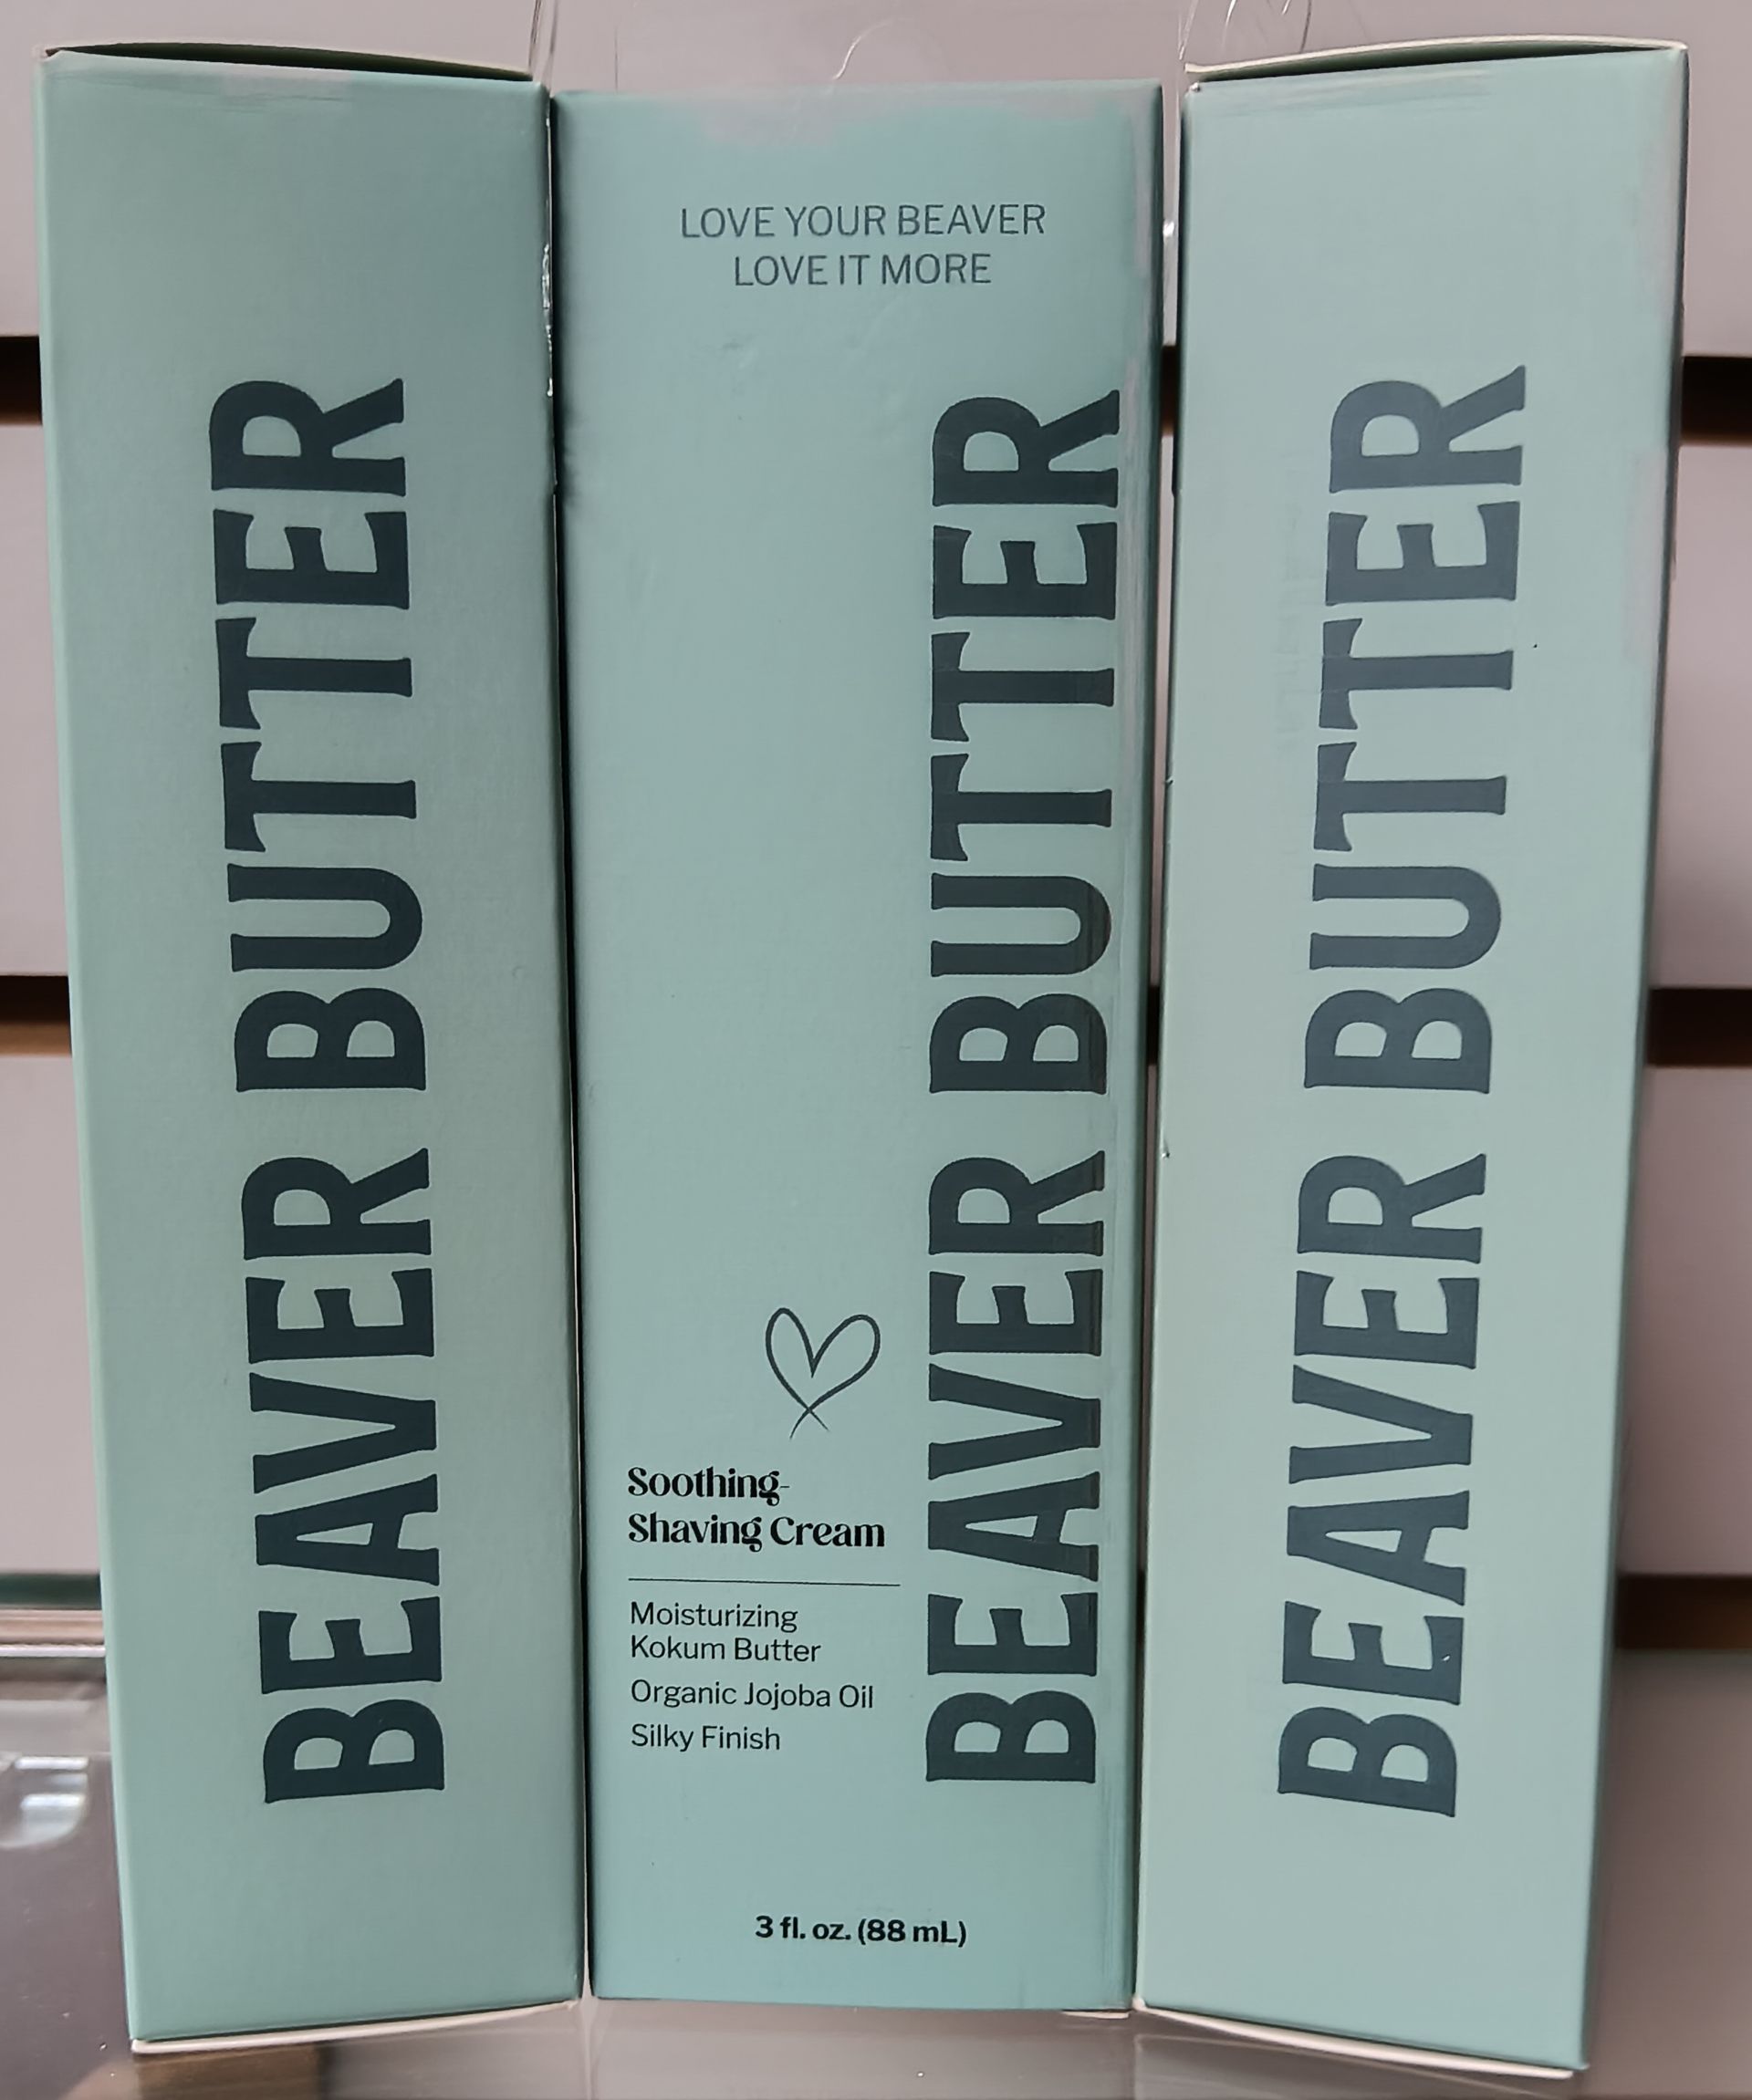 BEAVER BUTTER
LOVE YOUR BEAVER
LOVE IT MORE
BEAVER BUTTER
Soothing-
Shaving Cream
Moisturizing
Kokum Butter
Organic Jojoba Oil
Silky Finish
3 fl. oz. (88 mL)
BEAVER BUTTER